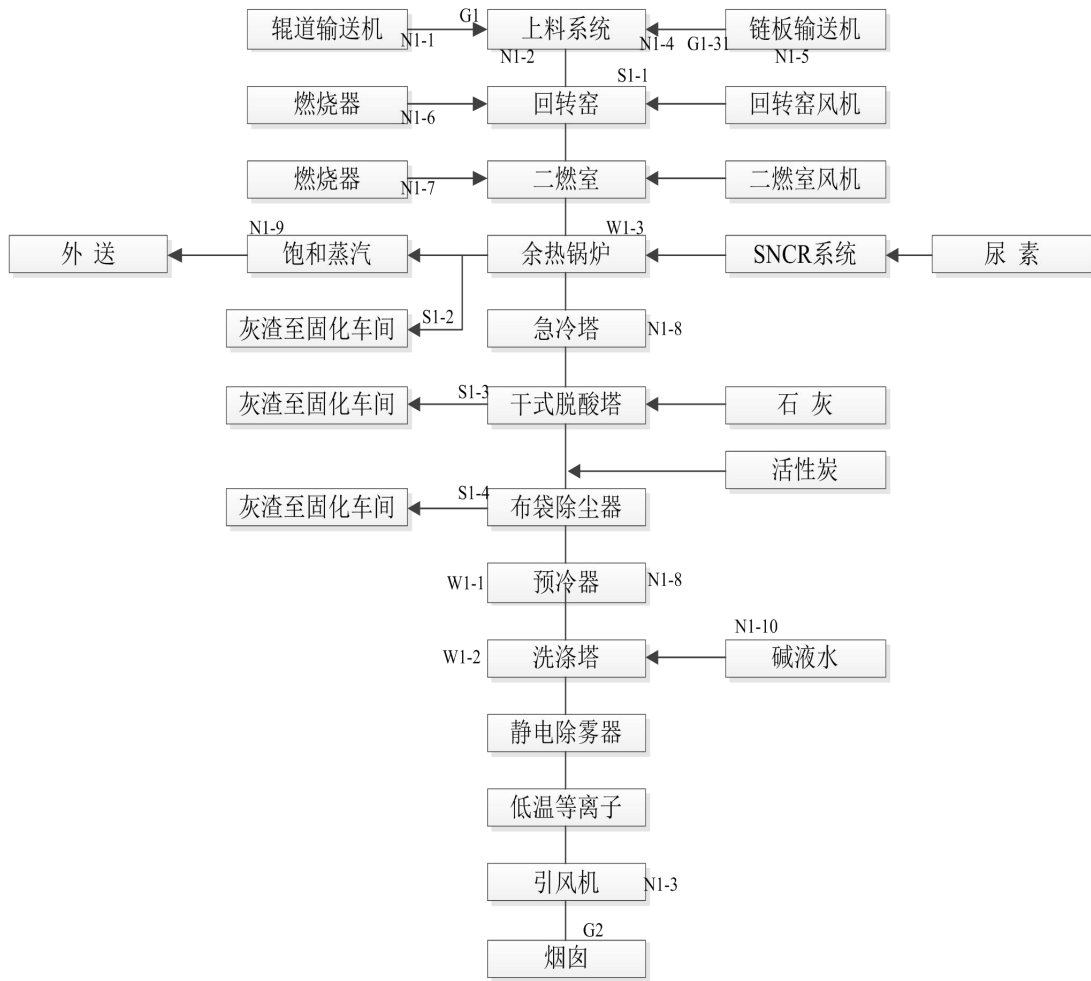 G1
辊道输送机
上料系统
链板输送机
N1-1
N1-2
N1-4
G1-31
N1-5
S1-1
燃烧器
回转窑
回转窑风机
N1-6
燃烧器
二燃室
二燃室风机
N1-7
N1-9
W1-3
外 送
饱和蒸汽
余热锅炉
SNCR系统
尿 素
S1-2
灰渣至固化车间
急冷塔
N1-8
S1-3
灰渣至固化车间
干式脱酸塔
石 灰
活性炭
S1-4
灰渣至固化车间
布袋除尘器
W1-1
预冷器
N1-8
N1-10
W1-2
洗涤塔
碱液水
静电除雾器
低温等离子
引风机
N1-3
G2
烟囱